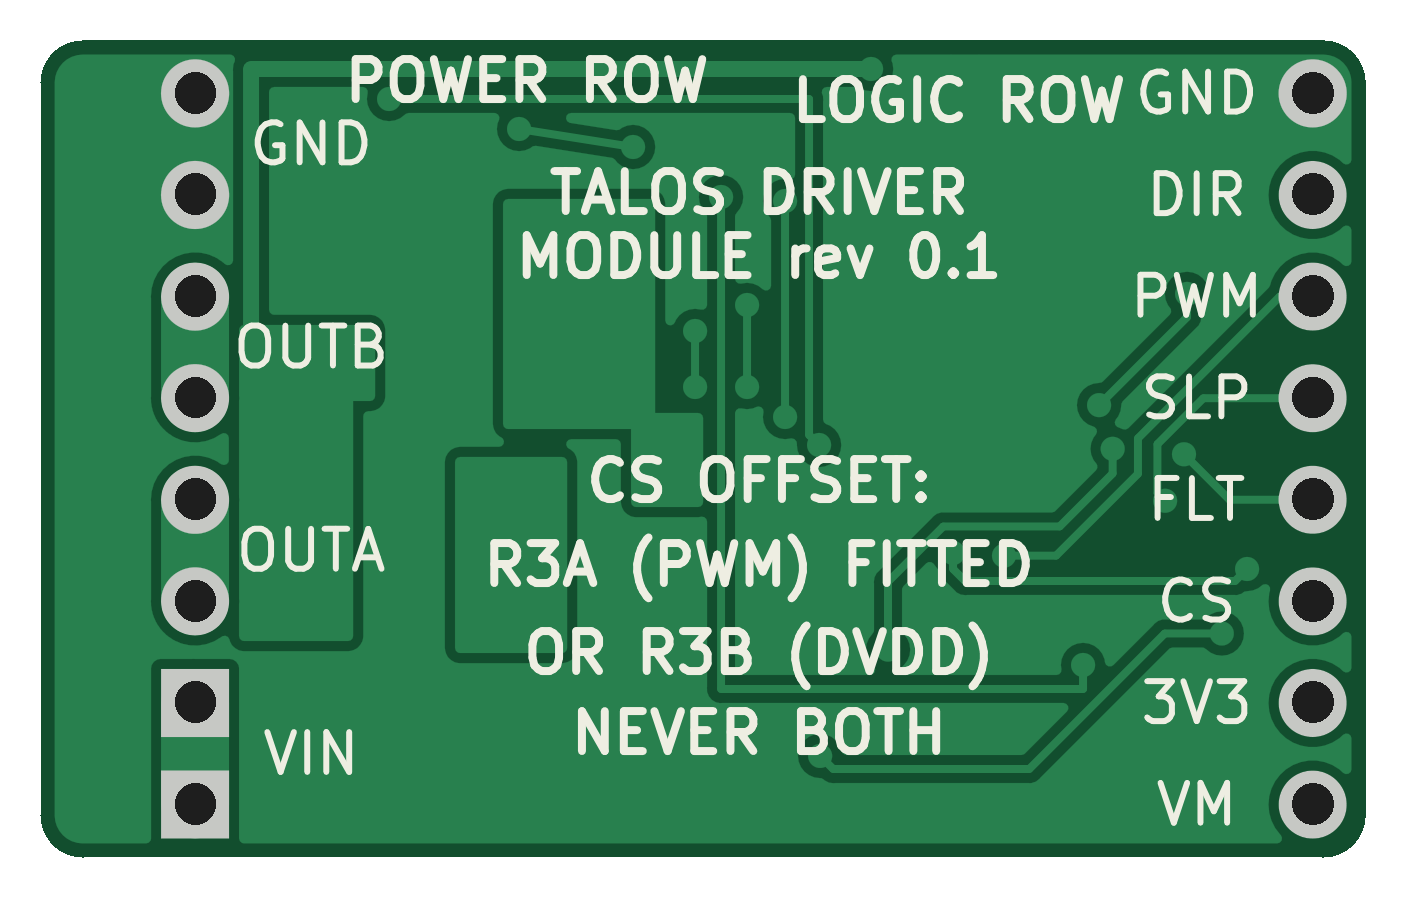 POWER ROW
LOGIC ROW
GND
GND
TALOS DRIVER
MODULE rev 0.1
DIR
PWM
OUTB
SLP
CS OFFSET:
FLT
OUTA
R3A (PWM) FITTED
CS
OR R3B (DVDD)
3V3
NEVER BOTH
VIN
VM